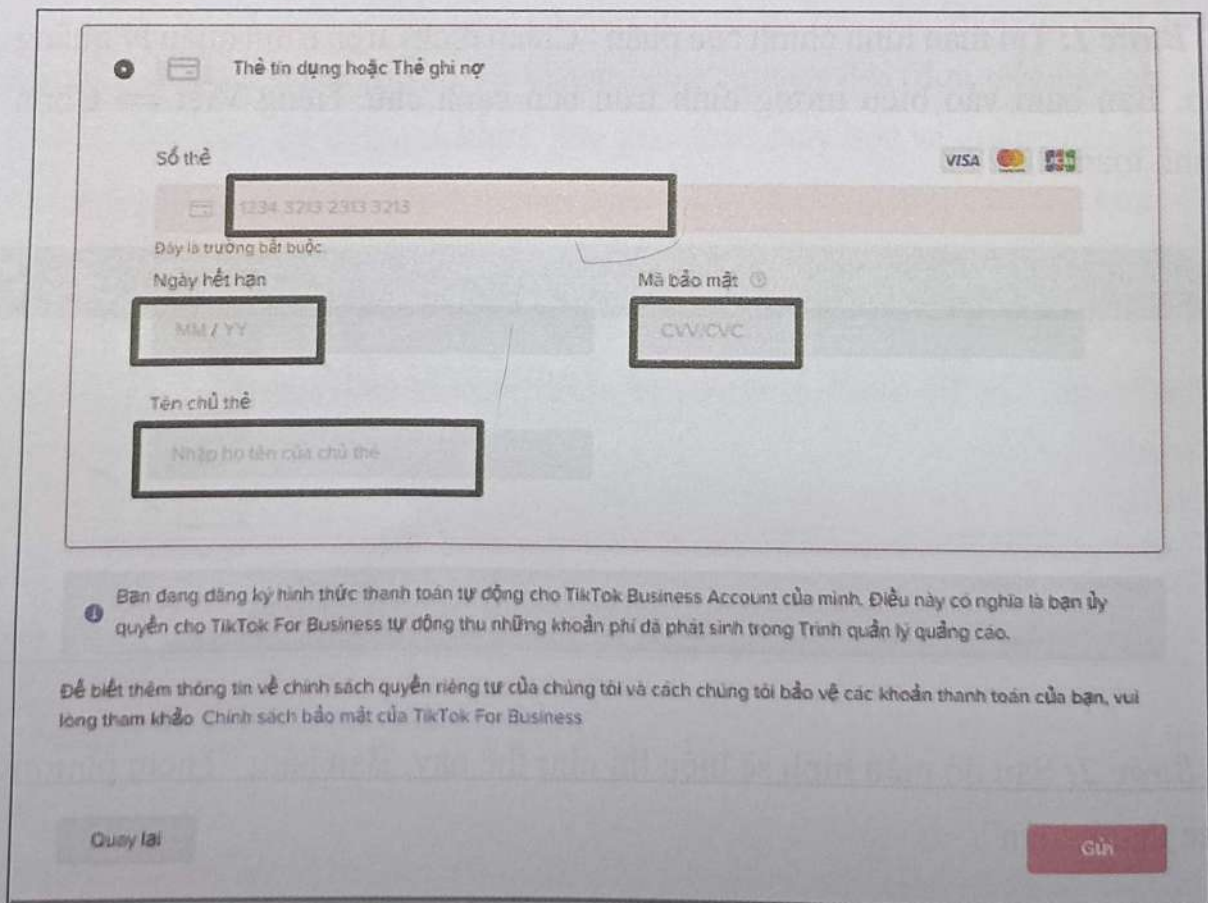 Thẻ tín dụng hoặc Thẻ ghi nợ
Số thẻ
VISA
1234 3213 2313 3213
Đây là trường bắt buộc.
Ngày hết hạn
Mã bảo mật
MM / YY
CVV/CVC
Tên chủ thẻ
Nhập họ tên của chủ thẻ
Bạn đang đăng ký hình thức thanh toán tự động cho TikTok Business Account của mình. Điều này có nghĩa là bạn ủy
quyền cho TikTok For Business tự động thu những khoản phí đã phát sinh trong Trình quản lý quảng cáo.
Để biết thêm thông tin về chính sách quyền riêng tư của chúng tôi và cách chúng tôi bảo vệ các khoản thanh toán của bạn, vui
lòng tham khảo Chính sách bảo mật của TikTok For Business
Quay lại
Gửi